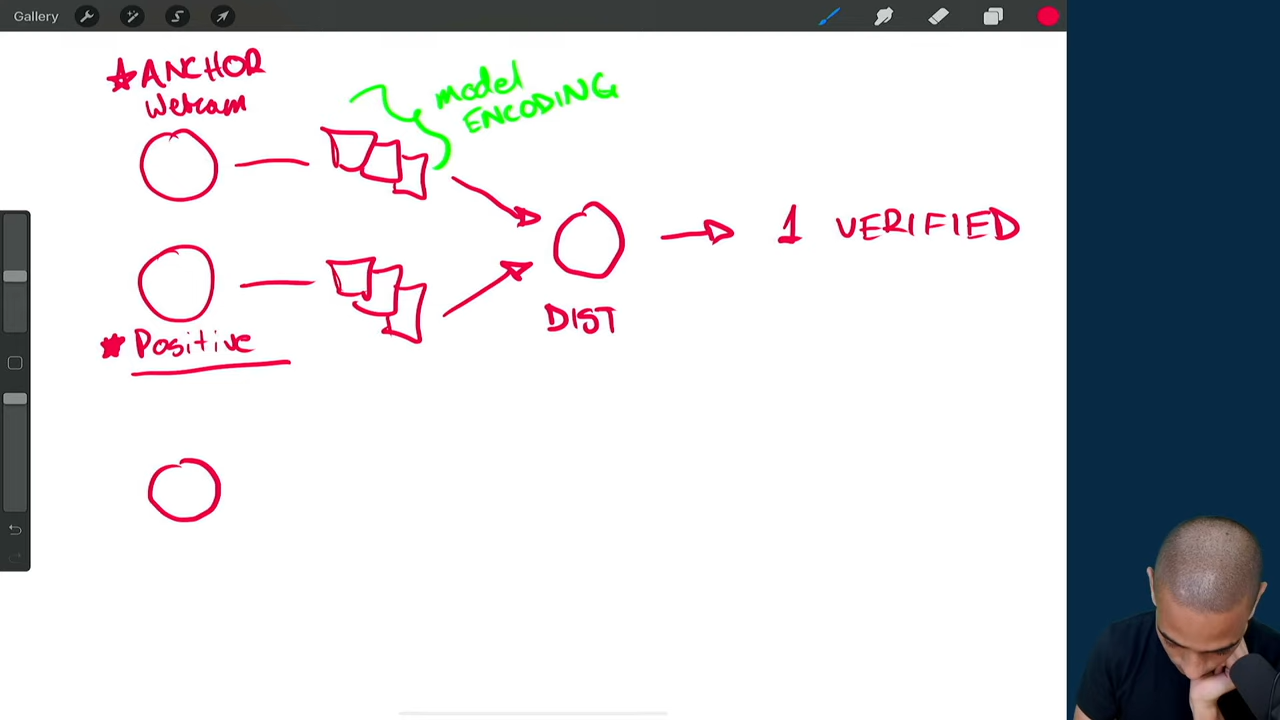 Gallery
ANCHOR
Webcam
model
ENCODING
1 VERIFIED
DIST
Positive